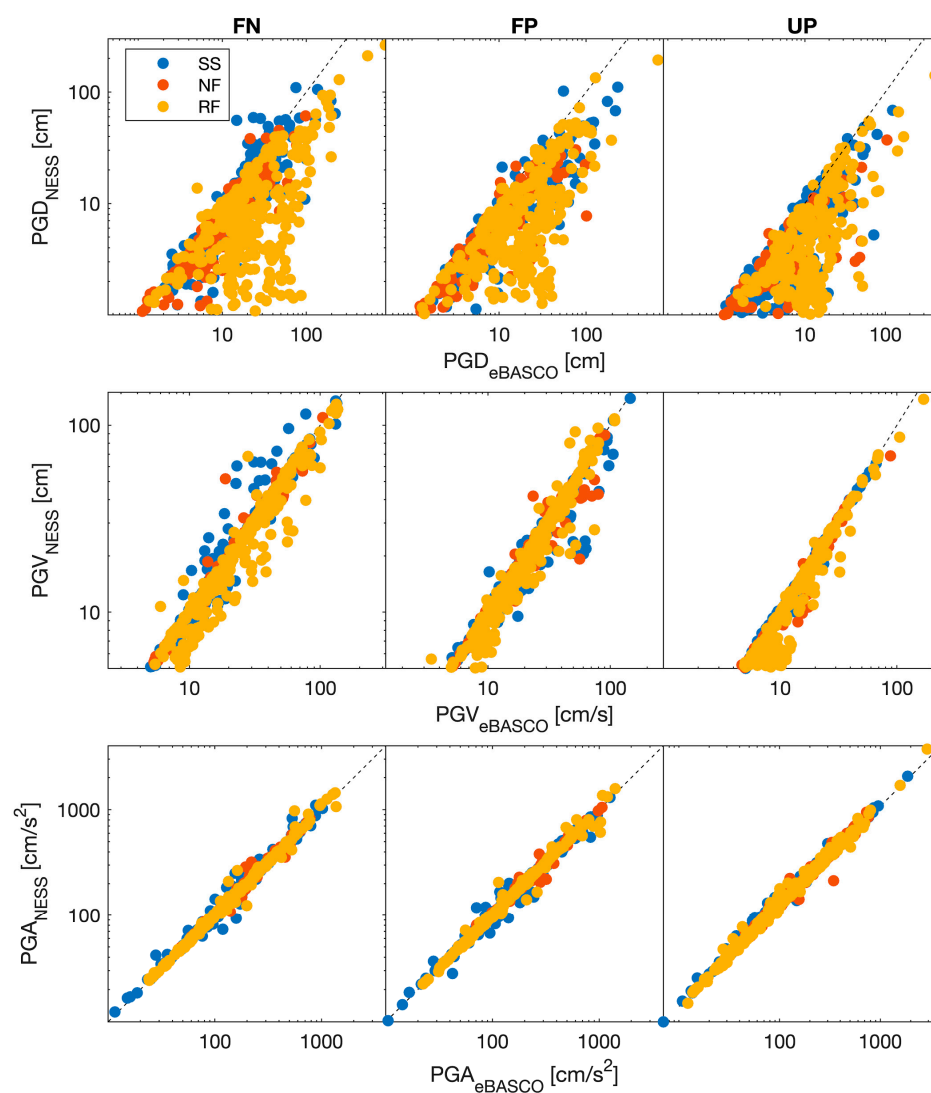 FN FP UP
SS
NF
RF
100
10
PGD_NESS [cm]
10 100 10 100 10 100
PGD_eBASCO [cm]
100
10
PGV_NESS [cm]
10 100 10 100 10 100
PGV_eBASCO [cm/s]
1000
100
PGA_NESS [cm/s²]
100 1000 100 1000 100 1000
PGA_eBASCO [cm/s²]